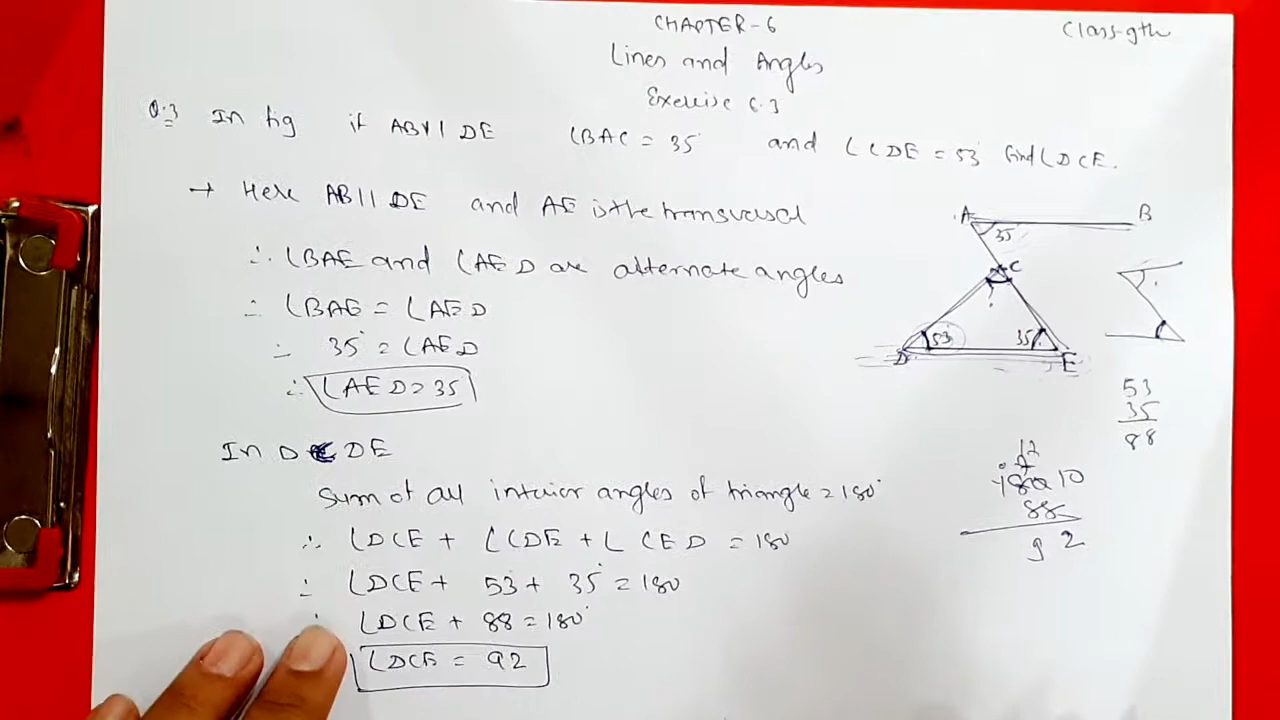 CHAPTER-6
Class-9th
Lines and Angles
Exercise 6.3
Q.3 In fig if AB || DE ∠BAC = 35° and ∠CDE = 53 find ∠DCE.
→ Here AB || DE and AE is the transversal
∴ ∠BAE and ∠AED are alternate angles
∴ ∠BAE = ∠AED
∴ 35° = ∠AED
∴ ∠AED = 35
In DE
Sum of all interior angles of triangle = 180°
∴ ∠DCE + ∠CDE + ∠CED = 180
∴ ∠DCE + 53 + 35° = 180
∴ ∠DCE + 88 = 180°
∠DCE = 92
A B
35
C
?
53 35
D E
53
35
88
10
88
92